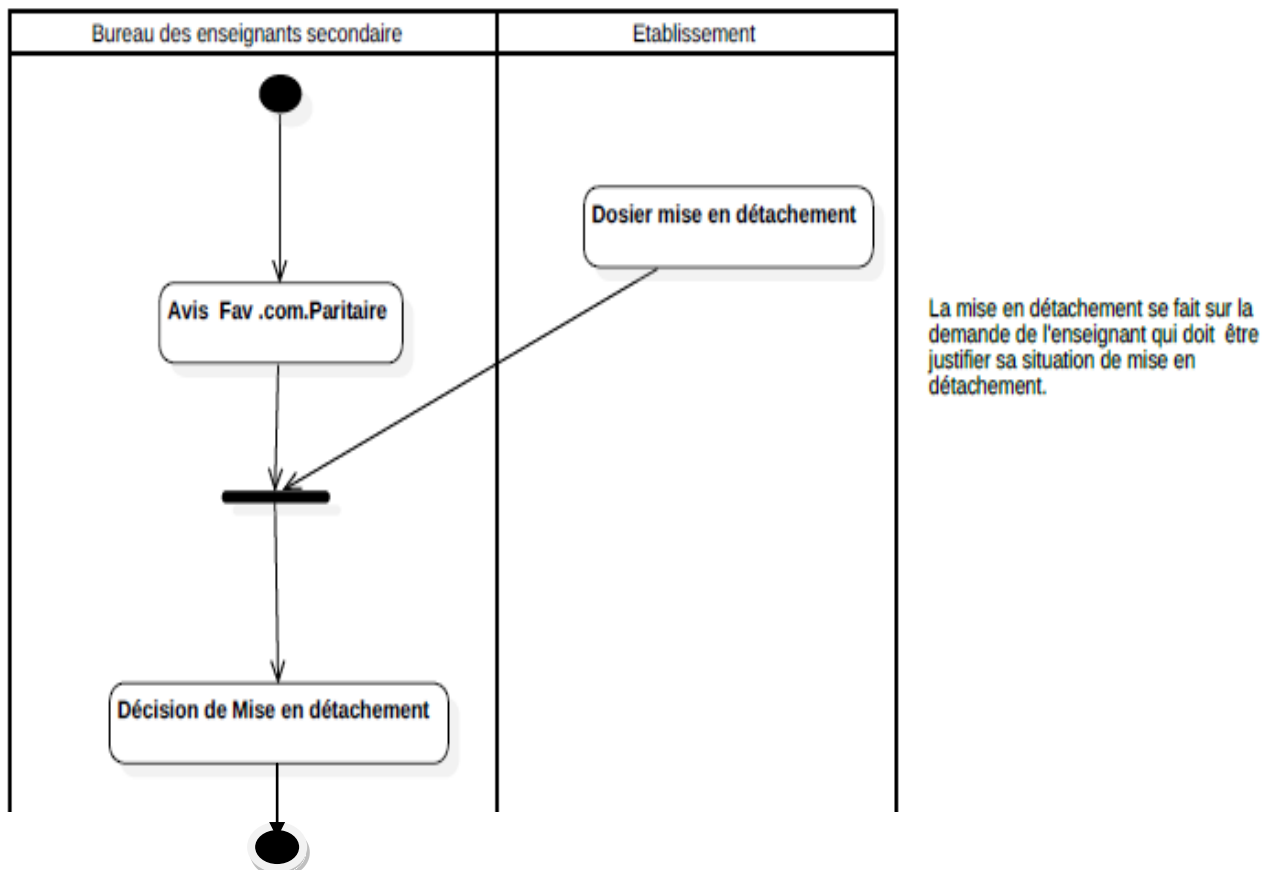 Bureau des enseignants secondaire
Etablissement
Dosier mise en détachement
Avis Fav .com.Paritaire
La mise en détachement se fait sur la
demande de l'enseignant qui doit être
justifier sa situation de mise en
détachement.
Décision de Mise en détachement